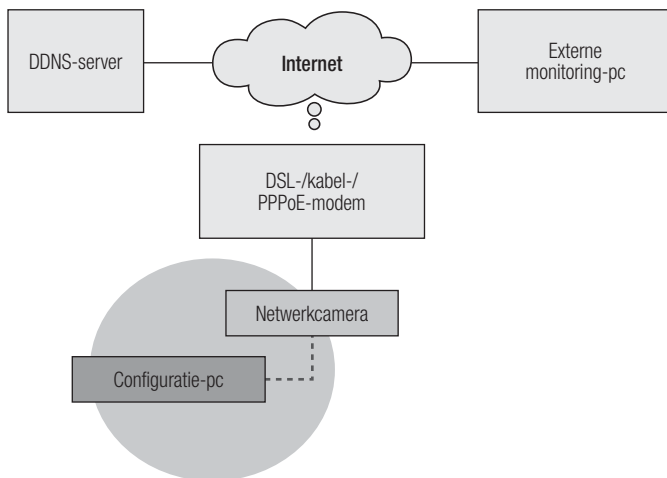 DDNS-server
Internet
Externe
monitoring-pc
DSL-/kabel-/
PPPoE-modem
Netwerkcamera
Configuratie-pc